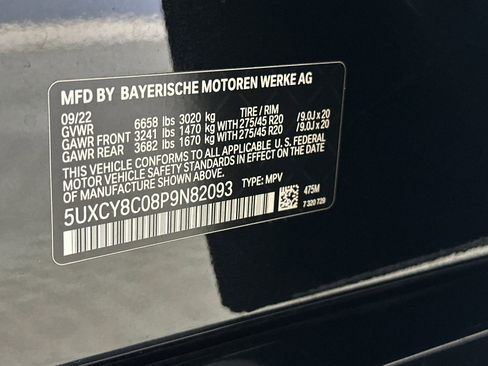 MFD BY BAYERISCHE MOTOREN WERKE AG
09/22 TIRE / RIM
GVWR 6658 lbs 3020 kg
GAWR FRONT 3241 lbs 1470 kg WITH 275/45 R20 /9.0J x 20
GAWR REAR 3682 lbs 1670 kg WITH 275/45 R20 /9.0J x 20
THIS VEHICLE CONFORMS TO ALL APPLICABLE U.S. FEDERAL
MOTOR VEHICLE SAFETY STANDARDS IN EFFECT ON THE DATE
OF MANUFACTURE SHOWN ABOVE.
5UXCY8C08P9N82093 TYPE: MPV
475M
7 320 729